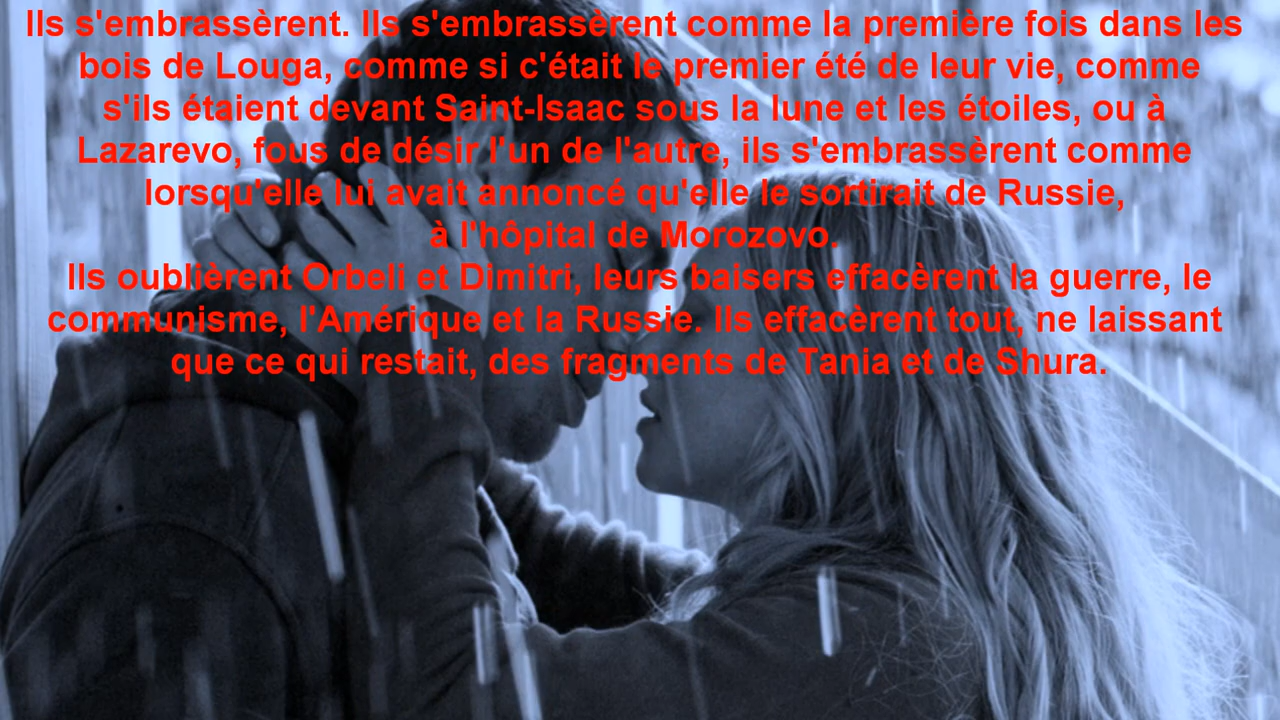 Ils s'embrassèrent. Ils s'embrassèrent comme la première fois dans les
bois de Louga, comme si c'était le premier été de leur vie, comme
s'ils étaient devant Saint-Isaac sous la lune et les étoiles, ou à
Lazarevo, fous de désir l'un de l'autre, ils s'embrassèrent comme
lorsqu'elle lui avait annoncé qu'elle le sortirait de Russie,
à l'hôpital de Morozovo.
Ils oublièrent Orbeli et Dimitri, leurs baisers effacèrent la guerre, le
communisme, l'Amérique et la Russie. Ils effacèrent tout, ne laissant
que ce qui restait, des fragments de Tania et de Shura.